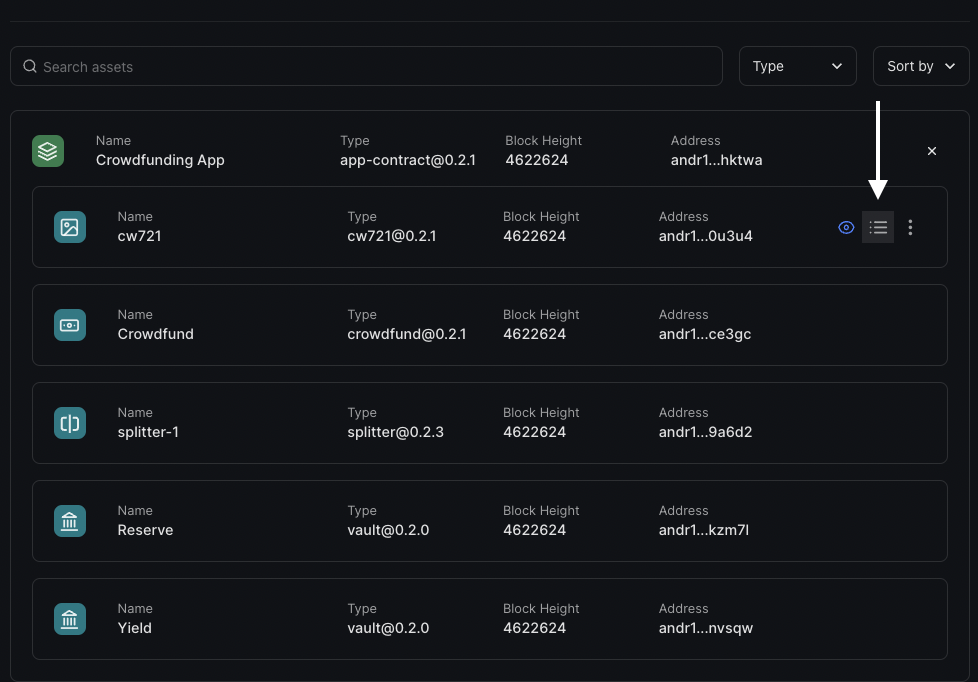 Search assets
Type
Sort by
Name Type Block Height Address
Crowdfunding App app-contract@0.2.1 4622624 andr1...hktwa
Name Type Block Height Address
cw721 cw721@0.2.1 4622624 andr1...0u3u4
Name Type Block Height Address
Crowdfund crowdfund@0.2.1 4622624 andr1...ce3gc
Name Type Block Height Address
splitter-1 splitter@0.2.3 4622624 andr1...9a6d2
Name Type Block Height Address
Reserve vault@0.2.0 4622624 andr1...kzm7l
Name Type Block Height Address
Yield vault@0.2.0 4622624 andr1...nvsqw